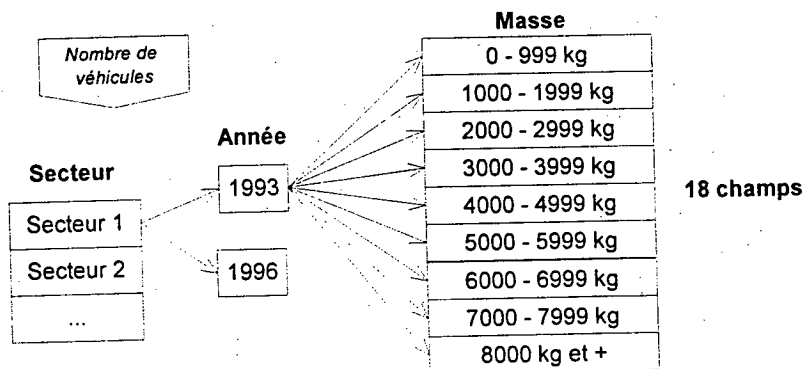 Masse
Nombre de
véhicules
0 - 999 kg
1000 - 1999 kg
Année
2000 - 2999 kg
Secteur
1993
3000 - 3999 kg
18 champs
Secteur 1
4000 - 4999 kg
5000 - 5999 kg
Secteur 2
1996
6000 - 6999 kg
...
7000 - 7999 kg
8000 kg et +